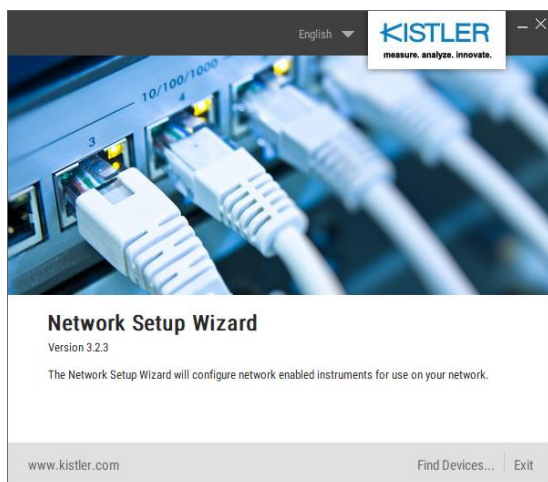 English
KISTLER
measure. analyze. innovate.
10/100/1000
3
4
Network Setup Wizard
Version 3.2.3
The Network Setup Wizard will configure network enabled instruments for use on your network.
www.kistler.com
Find Devices...
Exit